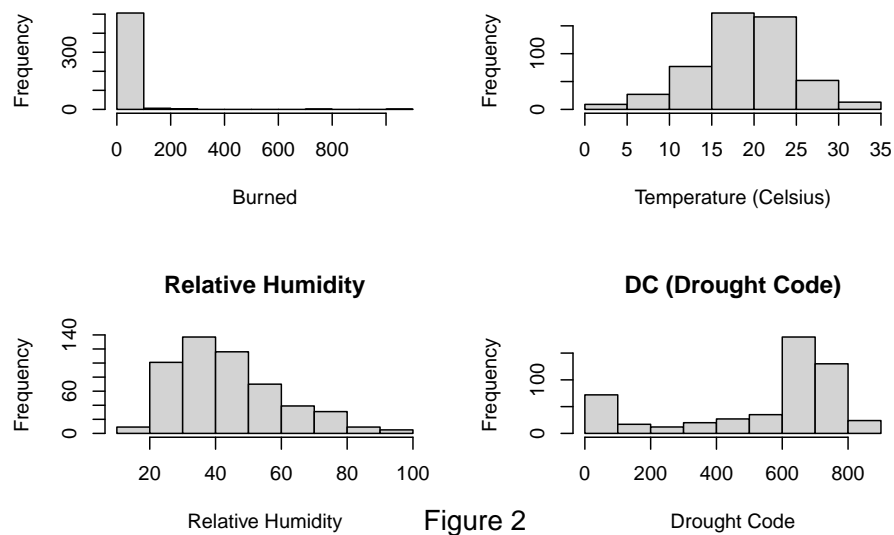 Frequency
0
300
0
200
400
600
800
Burned
Frequency
0
100
0
5
10
15
20
25
30
35
Temperature (Celsius)
Relative Humidity
Frequency
0
60
140
20
40
60
80
100
Relative Humidity
DC (Drought Code)
Frequency
0
100
0
200
400
600
800
Drought Code
Figure 2